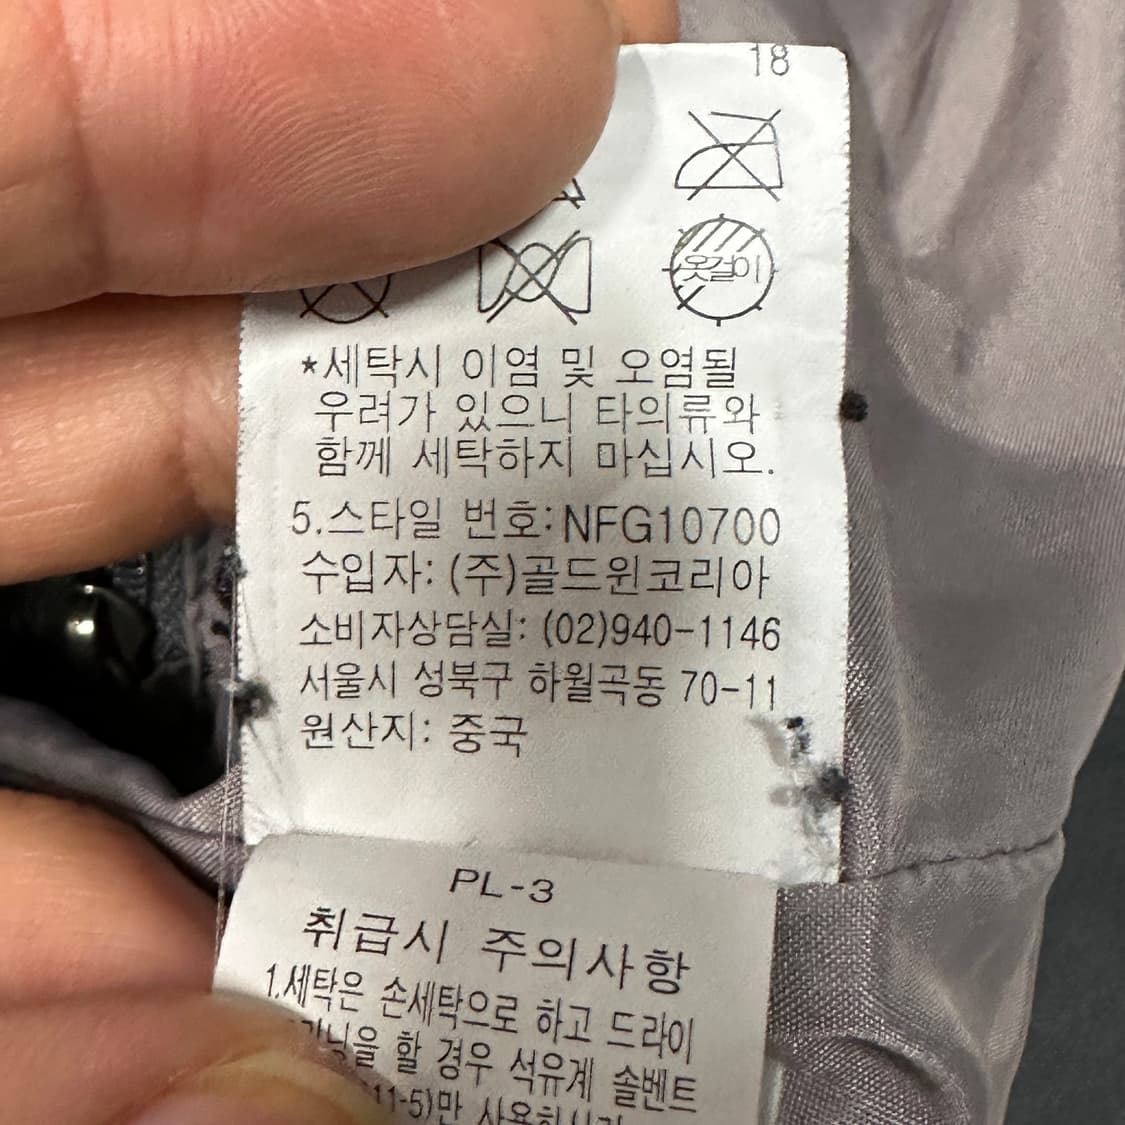 18
옷걸이
*세탁시 이염 및 오염될
우려가 있으니 타의류와
함께 세탁하지 마십시오.
5.스타일 번호:NFG10700
수입자: (주)골드윈코리아
소비자상담실: (02)940-1146
서울시 성북구 하월곡동 70-11
원산지: 중국
PL-3
취급시 주의사항
1.세탁은 손세탁으로 하고 드라이
할 경우 석유계 솔벤트